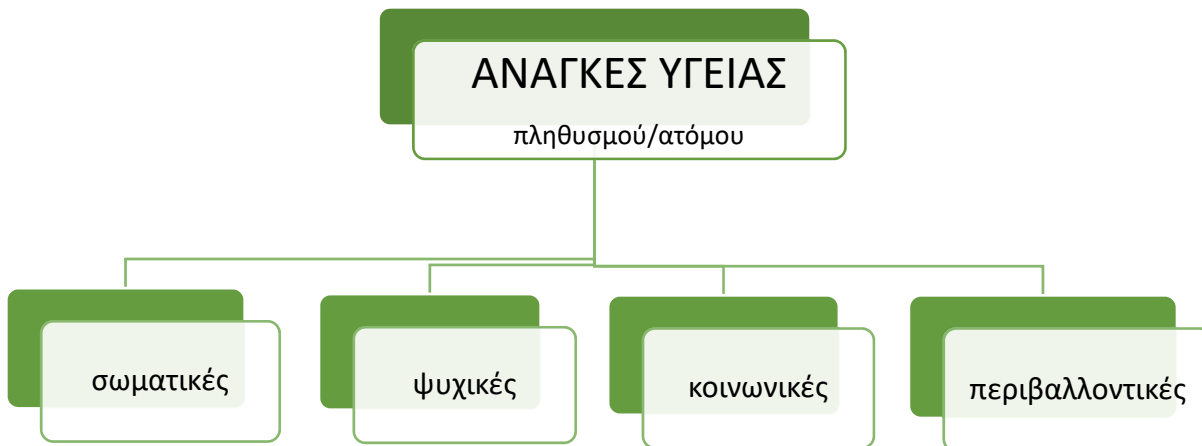 ΑΝΑΓΚΕΣ ΥΓΕΙΑΣ
πληθυσμού/ατόμου
σωματικές
ψυχικές
κοινωνικές
περιβαλλοντικές